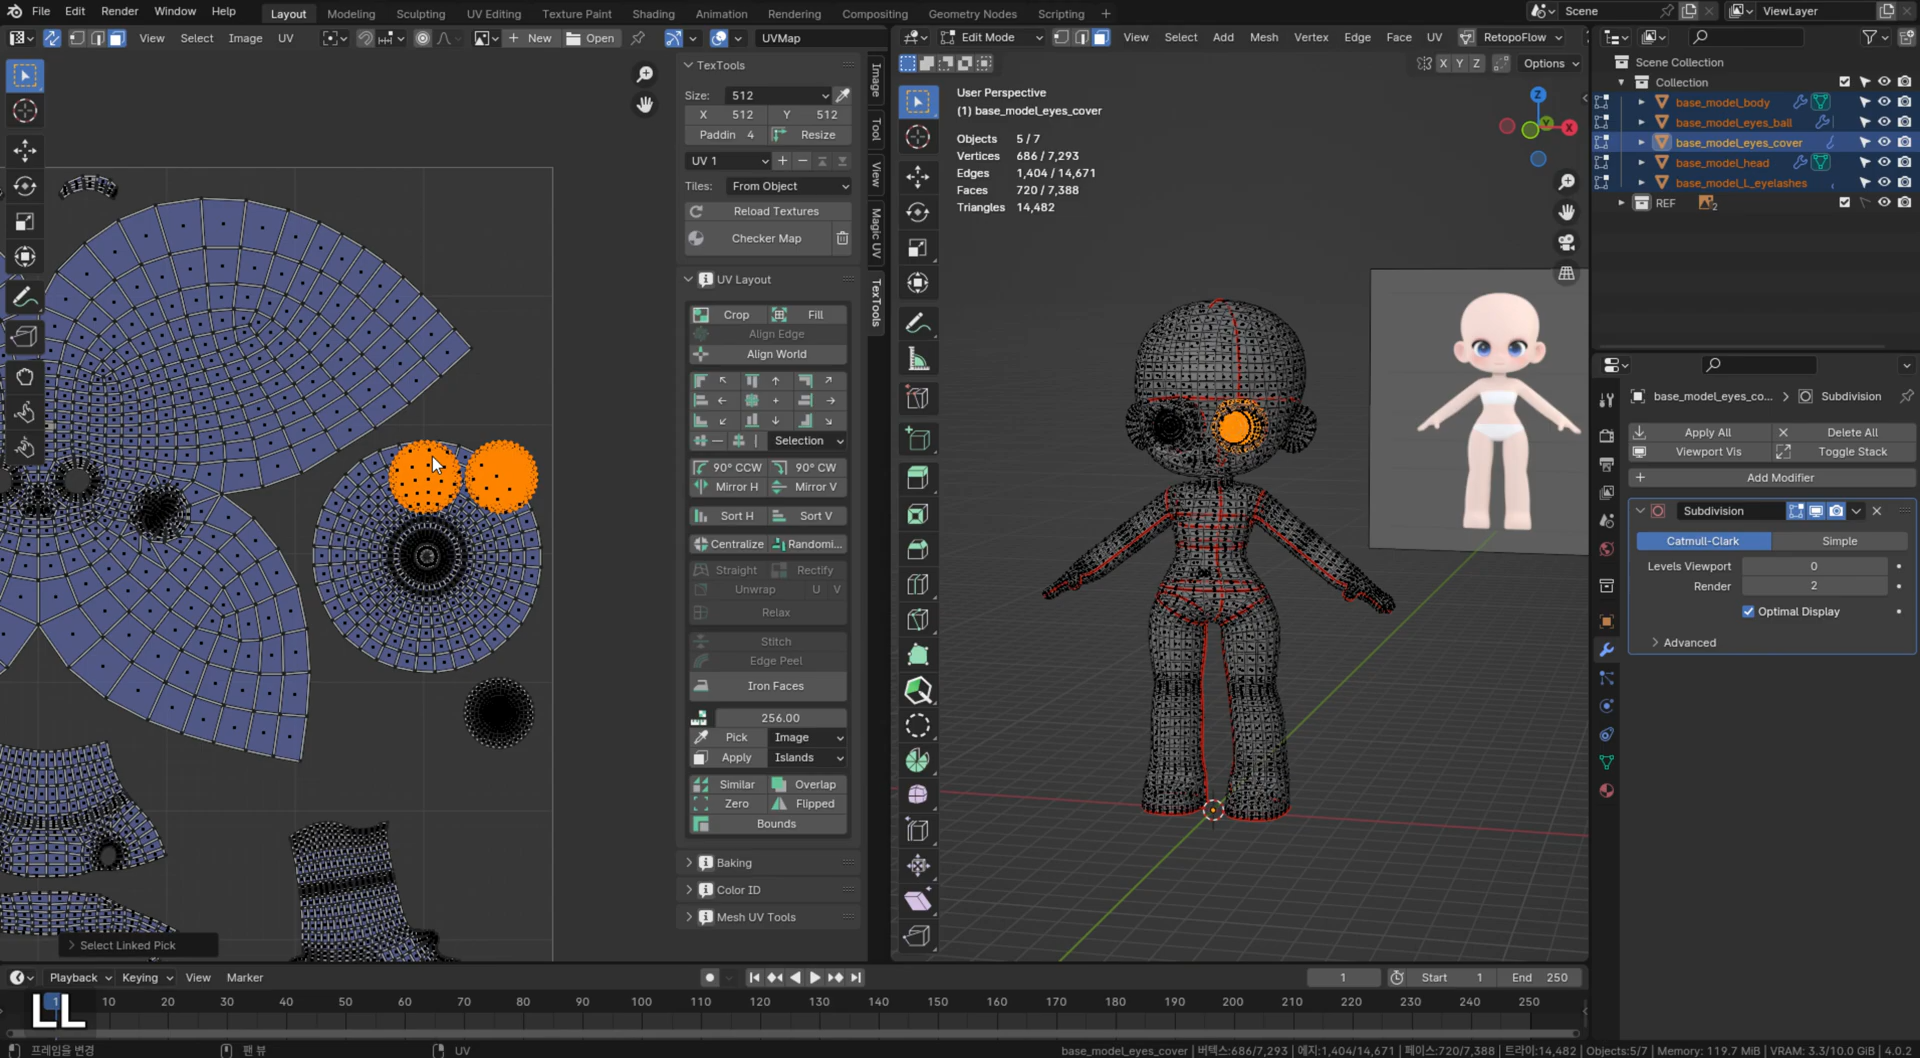 File Edit Render Window Help Layout Modeling Sculpting UV Editing Texture Paint Shading Animation Rendering Compositing Geometry Nodes Scripting + Scene ViewLayer
View Select Image UV New Open UVMap
Edit Mode View Select Add Mesh Vertex Edge Face UV RetopoFlow
X Y Z Options
TexTools
Size: 512
X 512 Y 512
Paddin 4 Resize
UV 1
Tiles: From Object
Reload Textures
Checker Map
UV Layout
Crop Fill
Align Edge
Align World
Selection
90° CCW 90° CW
Mirror H Mirror V
Sort H Sort V
Centralize Randomi...
Straight Rectify
Unwrap U V
Relax
Stitch
Edge Peel
Iron Faces
256.00
Pick Image
Apply Islands
Similar Overlap
Zero Flipped
Bounds
Baking
Color ID
Mesh UV Tools
Image
Tool
View
Magic UV
TexTools
Select Linked Pick
User Perspective
(1) base_model_eyes_cover
Objects 5 / 7
Vertices 686 / 7,293
Edges 1,404 / 14,671
Faces 720 / 7,388
Triangles 14,482
Z
Y
X
Scene Collection
Collection
base_model_body
base_model_eyes_ball
base_model_eyes_cover
base_model_head
base_model_L_eyelashes
REF 2
base_model_eyes_co... > Subdivision
Apply All Delete All
Viewport Vis Toggle Stack
Add Modifier
Subdivision
Catmull-Clark Simple
Levels Viewport 0
Render 2
Optimal Display
Advanced
Playback Keying View Marker 1 Start 1 End 250
1 10 20 30 40 50 60 70 80 90 100 110 120 130 140 150 160 170 180 190 200 210 220 230 240 250
LL
프레임을 변경 팬 뷰 UV
base_model_eyes_cover | 버텍스:686/7,293 | 에지:1,404/14,671 | 페이스:720/7,388 | 트라이:14,482 | Objects:5/7 | Memory: 119.7 MiB | VRAM: 3.3/10.0 GiB | 4.0.2